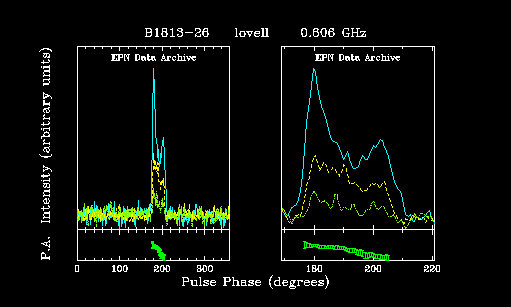 B1813-26 lovell 0.606 GHz
EPN Data Archive EPN Data Archive
P.A. Intensity (arbitrary units)
0 100 200 300 180 200 220
Pulse Phase (degrees)